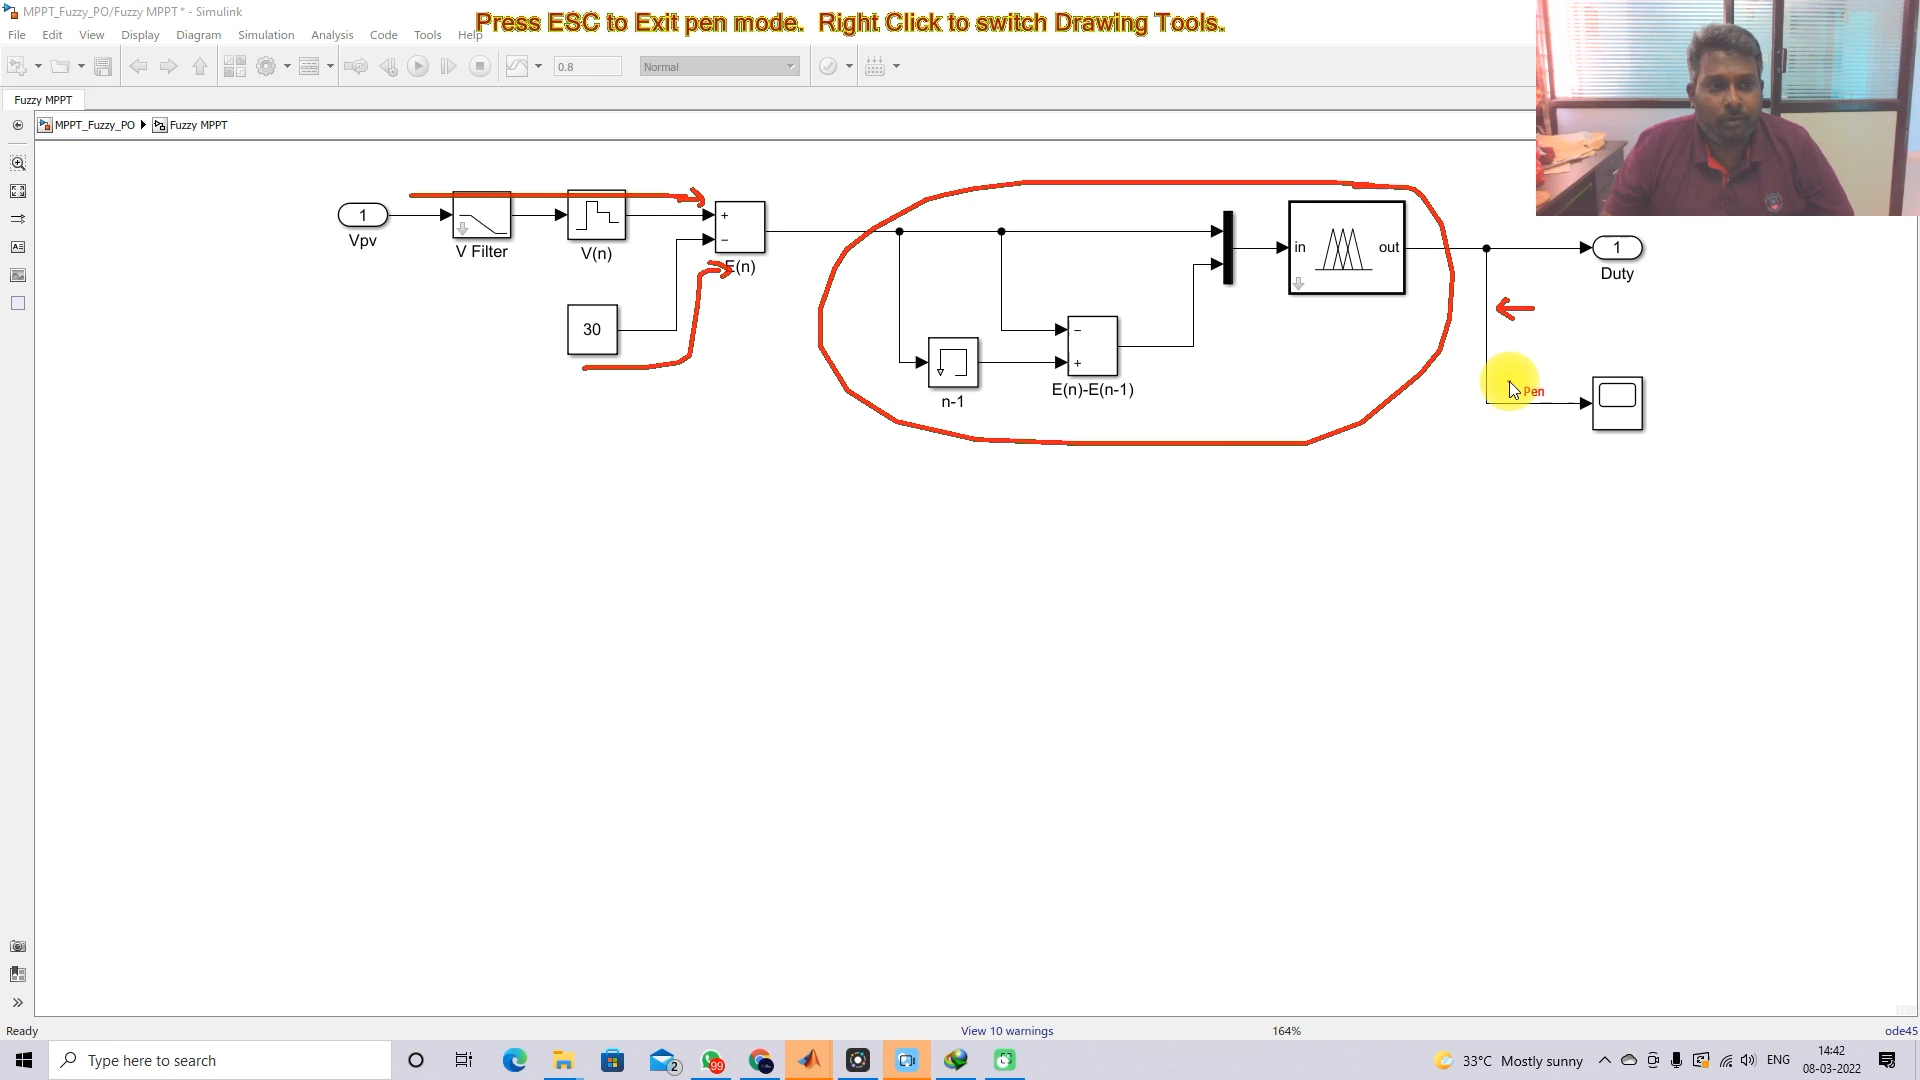 MPPT_Fuzzy_PO/Fuzzy MPPT * - Simulink
Press ESC to Exit pen mode. Right Click to switch Drawing Tools.
File Edit View Display Diagram Simulation Analysis Code Tools Help
0.8 Normal
Fuzzy MPPT
MPPT_Fuzzy_PO Fuzzy MPPT
1
Vpv
V Filter
V(n)
+
−
E(n)
30
n-1
−
+
E(n)-E(n-1)
in out
1
Duty
Pen
Ready View 10 warnings 164% ode45
Type here to search
2
99
33°C Mostly sunny
ENG
14:42
08-03-2022